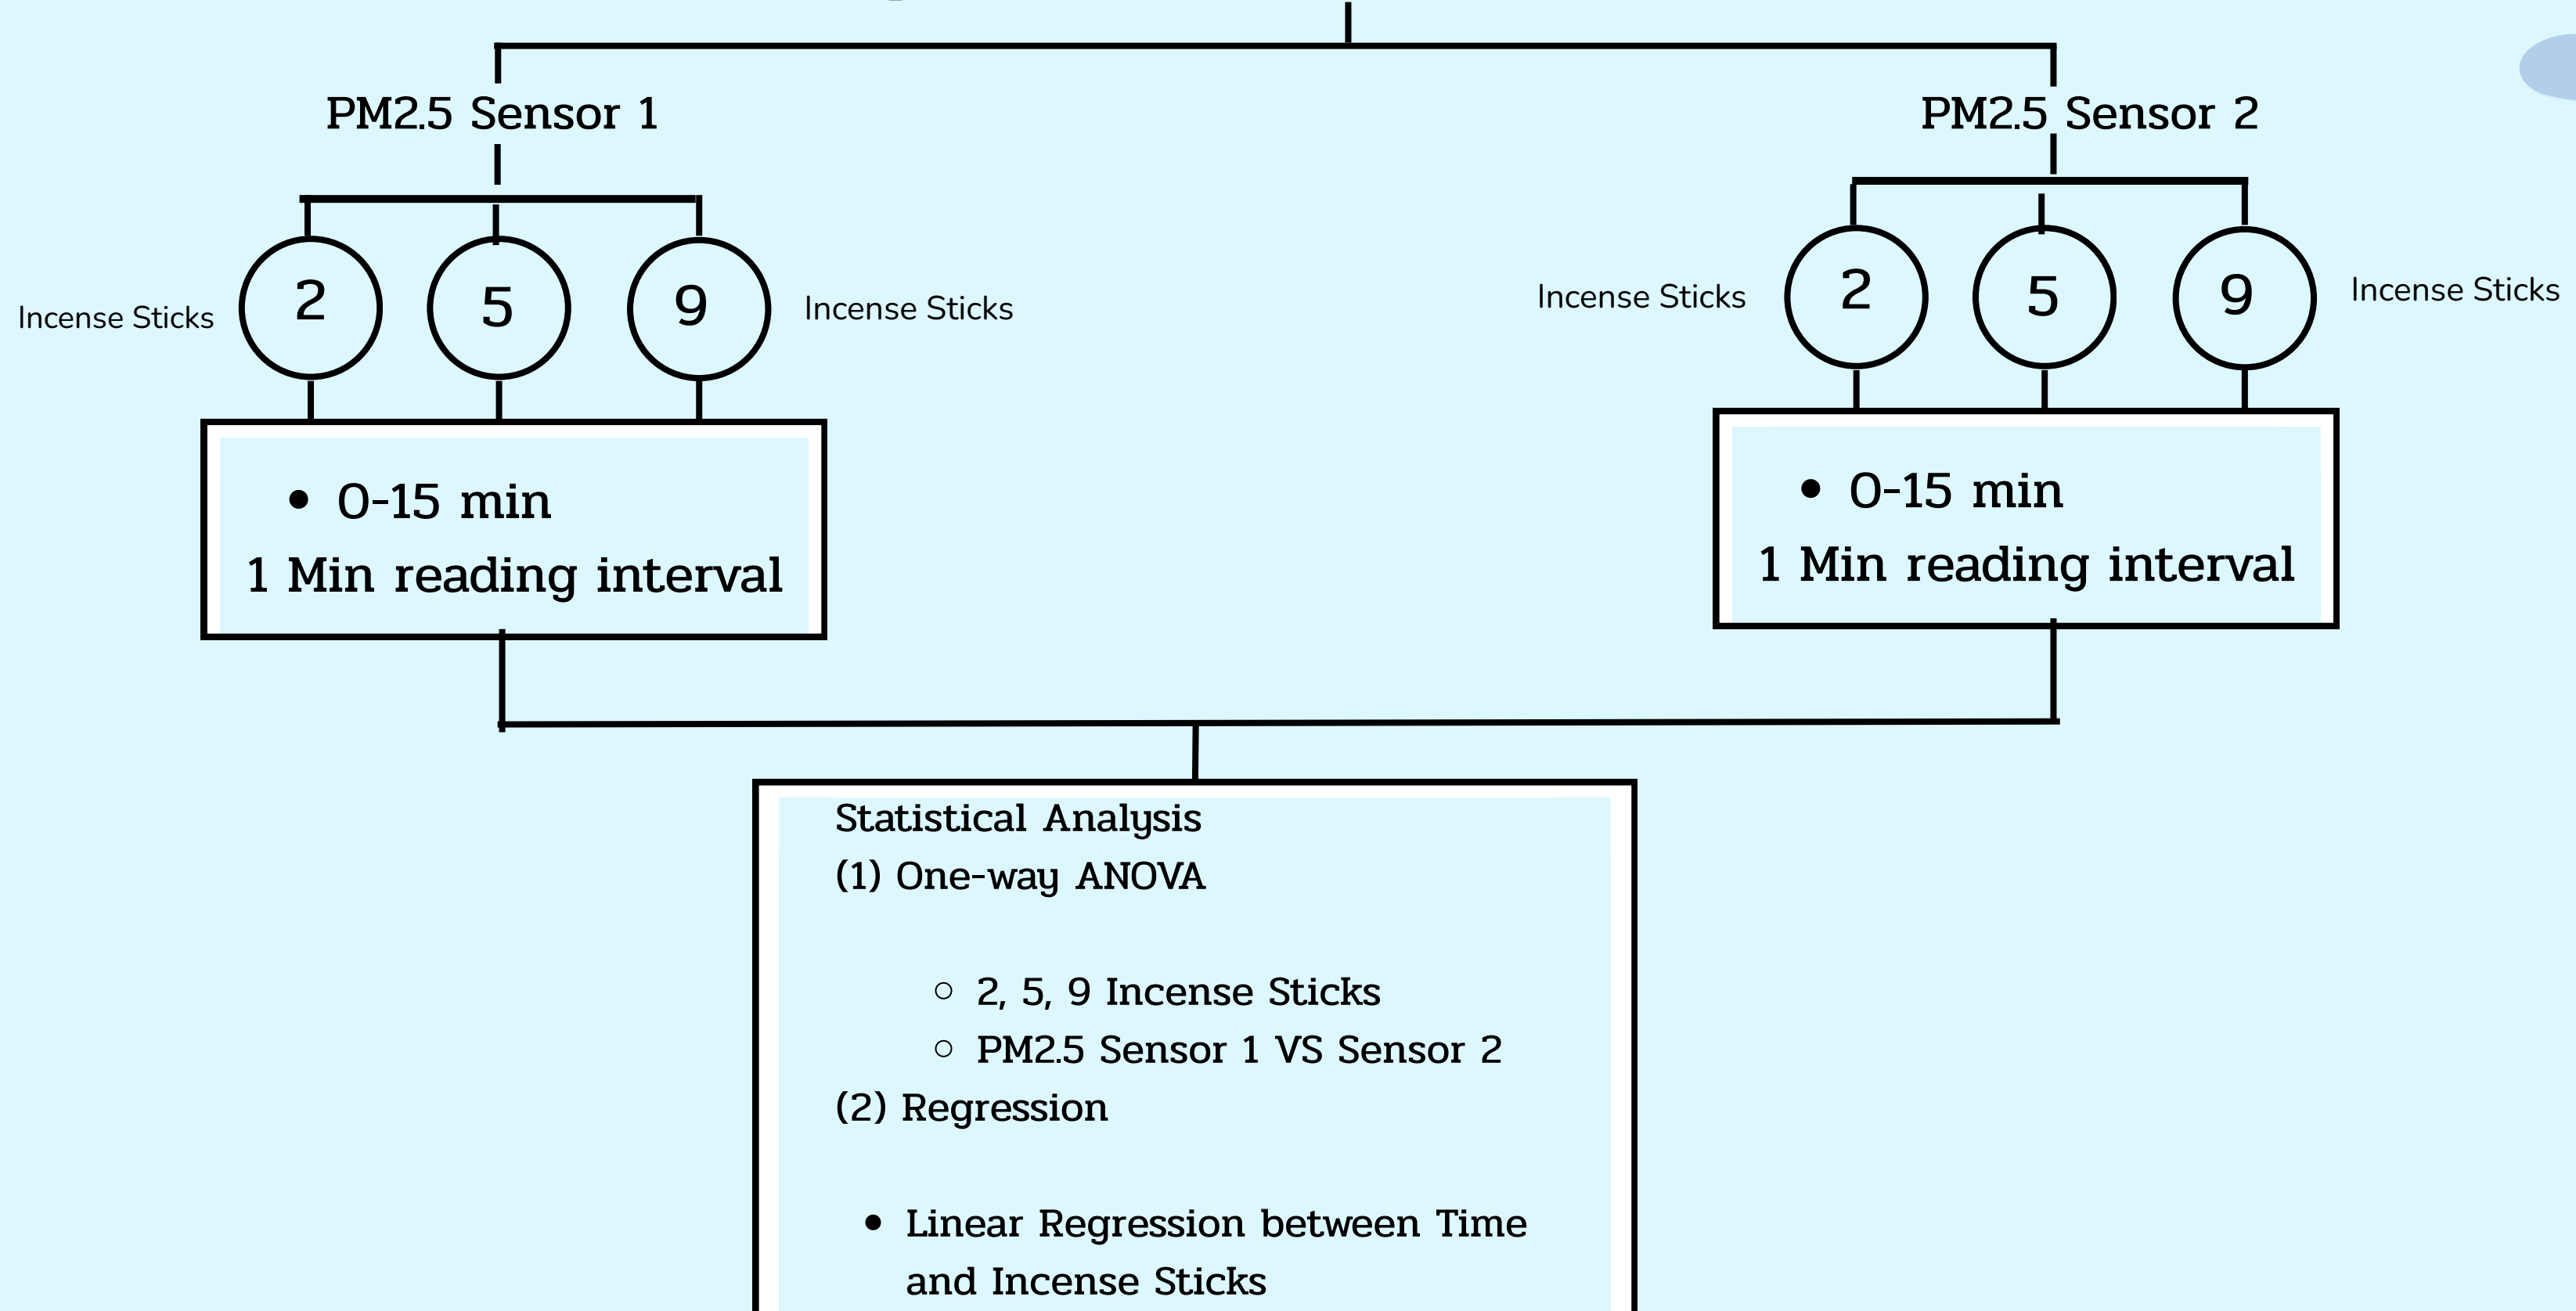 PM2.5 Sensor 1
PM2.5 Sensor 2
Incense Sticks
2
5
9
Incense Sticks
Incense Sticks
2
5
9
Incense Sticks
• 0-15 min
1 Min reading interval
• 0-15 min
1 Min reading interval
Statistical Analysis
(1) One-way ANOVA
○ 2, 5, 9 Incense Sticks
○ PM2.5 Sensor 1 VS Sensor 2
(2) Regression
• Linear Regression between Time
and Incense Sticks